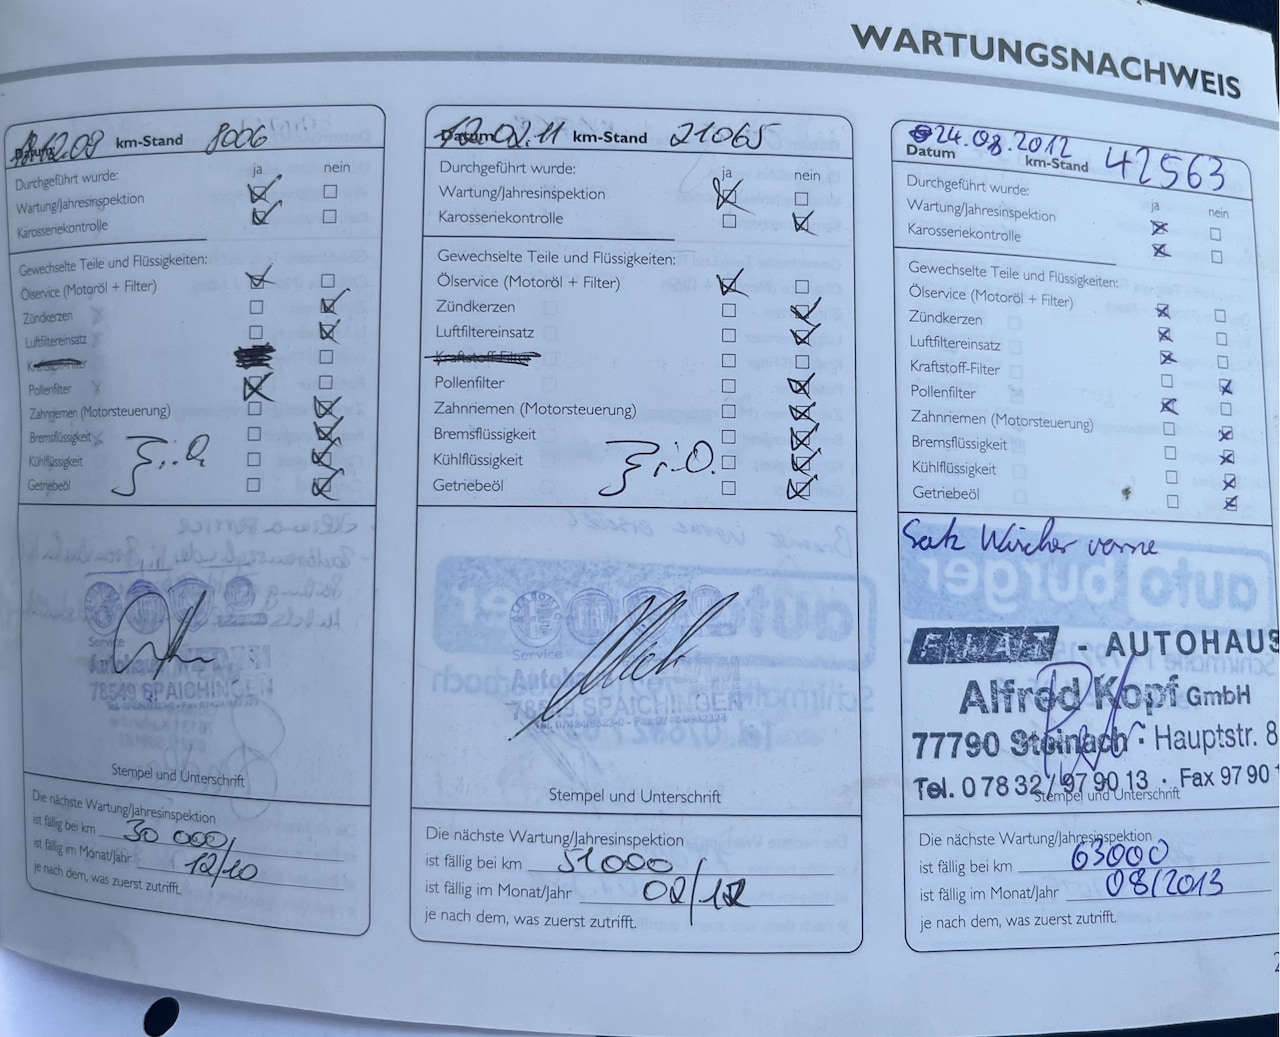 WARTUNGSNACHWEIS
12.09 km-Stand 8006
Durchgeführt wurde: ja nein
Wartung/Jahresinspektion
Karosseriekontrolle
Gewechselte Teile und Flüssigkeiten:
Ölservice (Motoröl + Filter)
Zündkerzen
Luftfiltereinsatz
Kraftstoff-Filter
Pollenfilter
Zahnriemen (Motorsteuerung)
Bremsflüssigkeit
Kühlflüssigkeit
Getriebeöl
i.O.
Service
Autohaus
78549 SPAICHINGEN
Stempel und Unterschrift
Die nächste Wartung/Jahresinspektion
ist fällig bei km 30 000
ist fällig im Monat/Jahr 12/10
je nach dem, was zuerst zutrifft.
Datum 02.11 km-Stand 21065
Durchgeführt wurde: ja nein
Wartung/Jahresinspektion
Karosseriekontrolle
Gewechselte Teile und Flüssigkeiten:
Ölservice (Motoröl + Filter)
Zündkerzen
Luftfiltereinsatz
Kraftstoff-Filter
Pollenfilter
Zahnriemen (Motorsteuerung)
Bremsflüssigkeit
Kühlflüssigkeit
Getriebeöl
i.O.
Service
78549 SPAICHINGEN
Stempel und Unterschrift
Die nächste Wartung/Jahresinspektion
ist fällig bei km 51000
ist fällig im Monat/Jahr 02/12
je nach dem, was zuerst zutrifft.
24.08.2012
Datum km-Stand 42563
Durchgeführt wurde: ja nein
Wartung/Jahresinspektion
Karosseriekontrolle
Gewechselte Teile und Flüssigkeiten:
Ölservice (Motoröl + Filter)
Zündkerzen
Luftfiltereinsatz
Kraftstoff-Filter
Pollenfilter
Zahnriemen (Motorsteuerung)
Bremsflüssigkeit
Kühlflüssigkeit
Getriebeöl
Satz Wischer vorne
auto burger
FIAT - AUTOHAUS
Alfred Kopf GmbH
77790 Steinach · Hauptstr. 8
Tel. 0 78 32 / 97 90 13 · Fax 97 90 1
Stempel und Unterschrift
Die nächste Wartung/Jahresinspektion
ist fällig bei km 63000
ist fällig im Monat/Jahr 08/2013
je nach dem, was zuerst zutrifft.